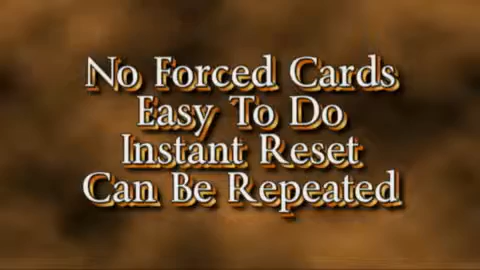 No Forced Cards
Easy To Do
Instant Reset
Can Be Repeated